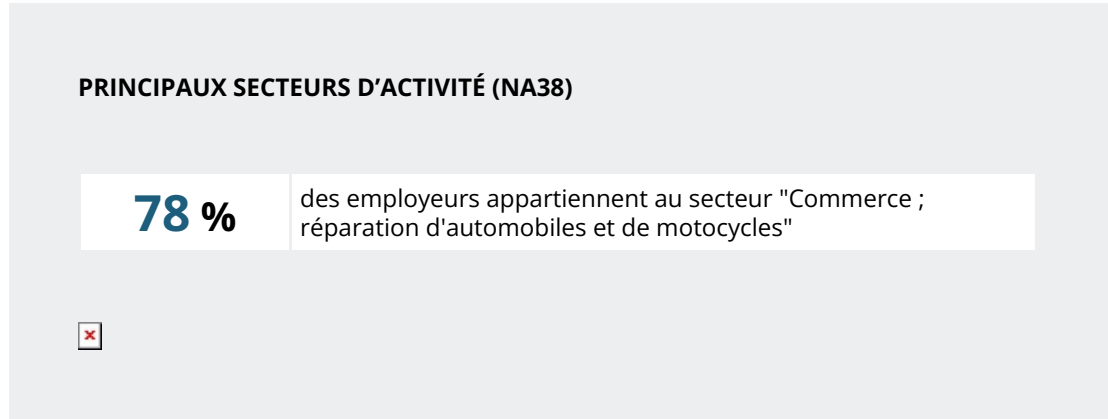 PRINCIPAUX SECTEURS D’ACTIVITÉ (NA38)
78 %
des employeurs appartiennent au secteur "Commerce ;
réparation d'automobiles et de motocycles"